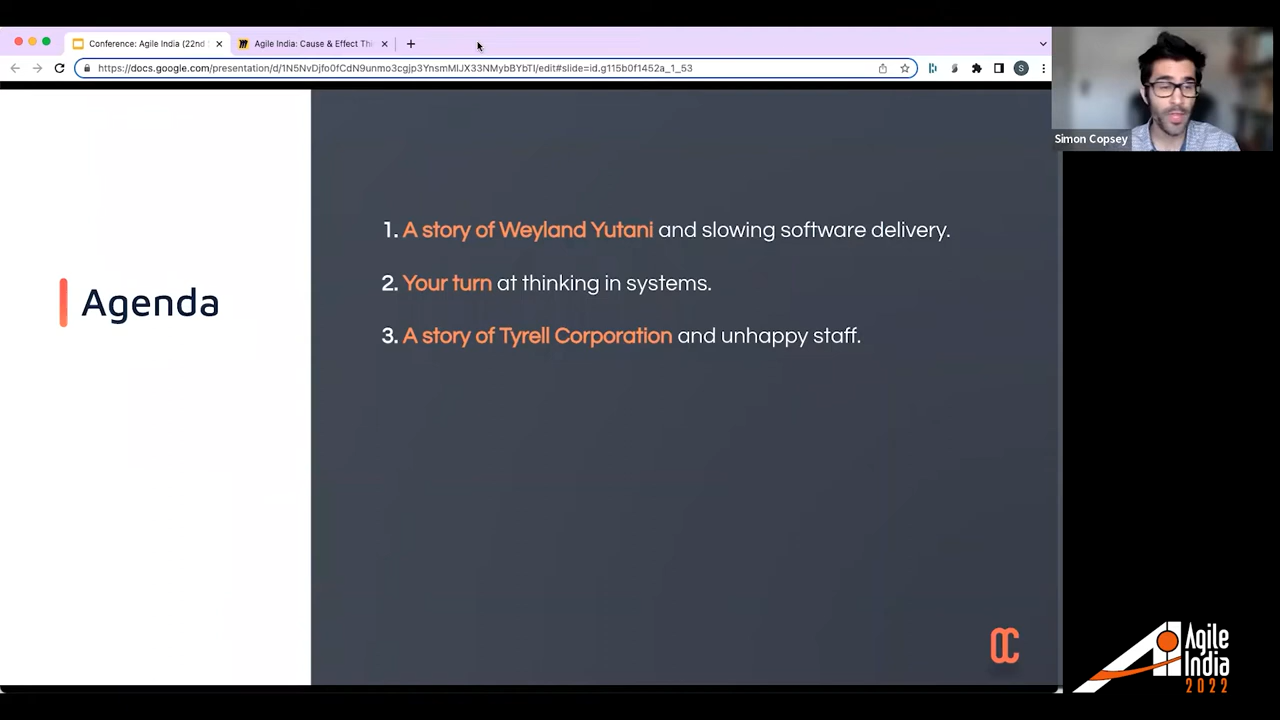 Conference: Agile India (22nd
Agile India: Cause & Effect Thi
https://docs.google.com/presentation/d/1N5NvDjfo0fCdN9unmo3cgjp3YnsmMlJX33NMybBYbTI/edit#slide=id.g115b0f1452a_1_53
S
Simon Copsey
Agenda
1. A story of Weyland Yutani and slowing software delivery.
2. Your turn at thinking in systems.
3. A story of Tyrell Corporation and unhappy staff.
OC
Agile
India
2022